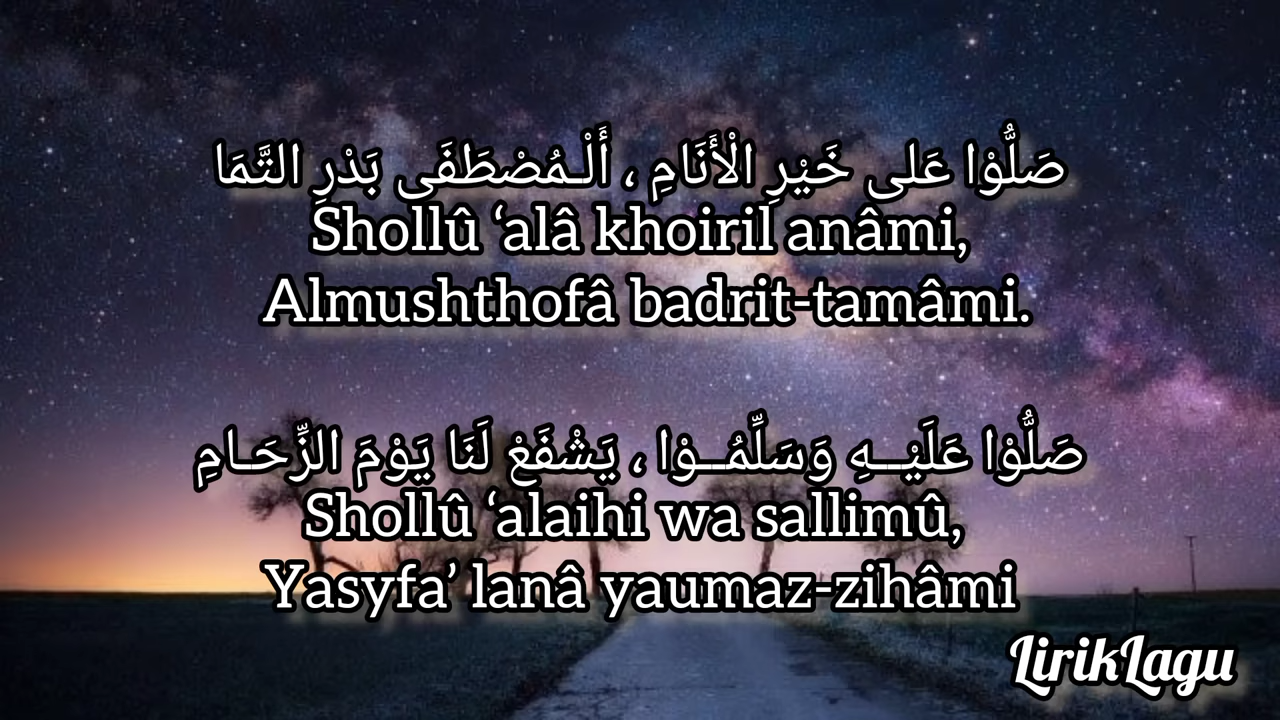 صَلُّوْا عَلى خَيْرِ الْأَنَامِ ، أَلْـمُصْطَفَى بَدْرِ التَّمَا
Shollû ‘alâ khoiril anâmi,
Almushthofâ badrit-tamâmi.
صَلُّوْا عَلَيْـــهِ وَسَلِّمُـــوْا ، يَشْفَعْ لَنَا يَوْمَ الزِّحَـامِ
Shollû ‘alaihi wa sallimû,
Yasyfa’ lanâ yaumaz-zihâmi
LirikLagu